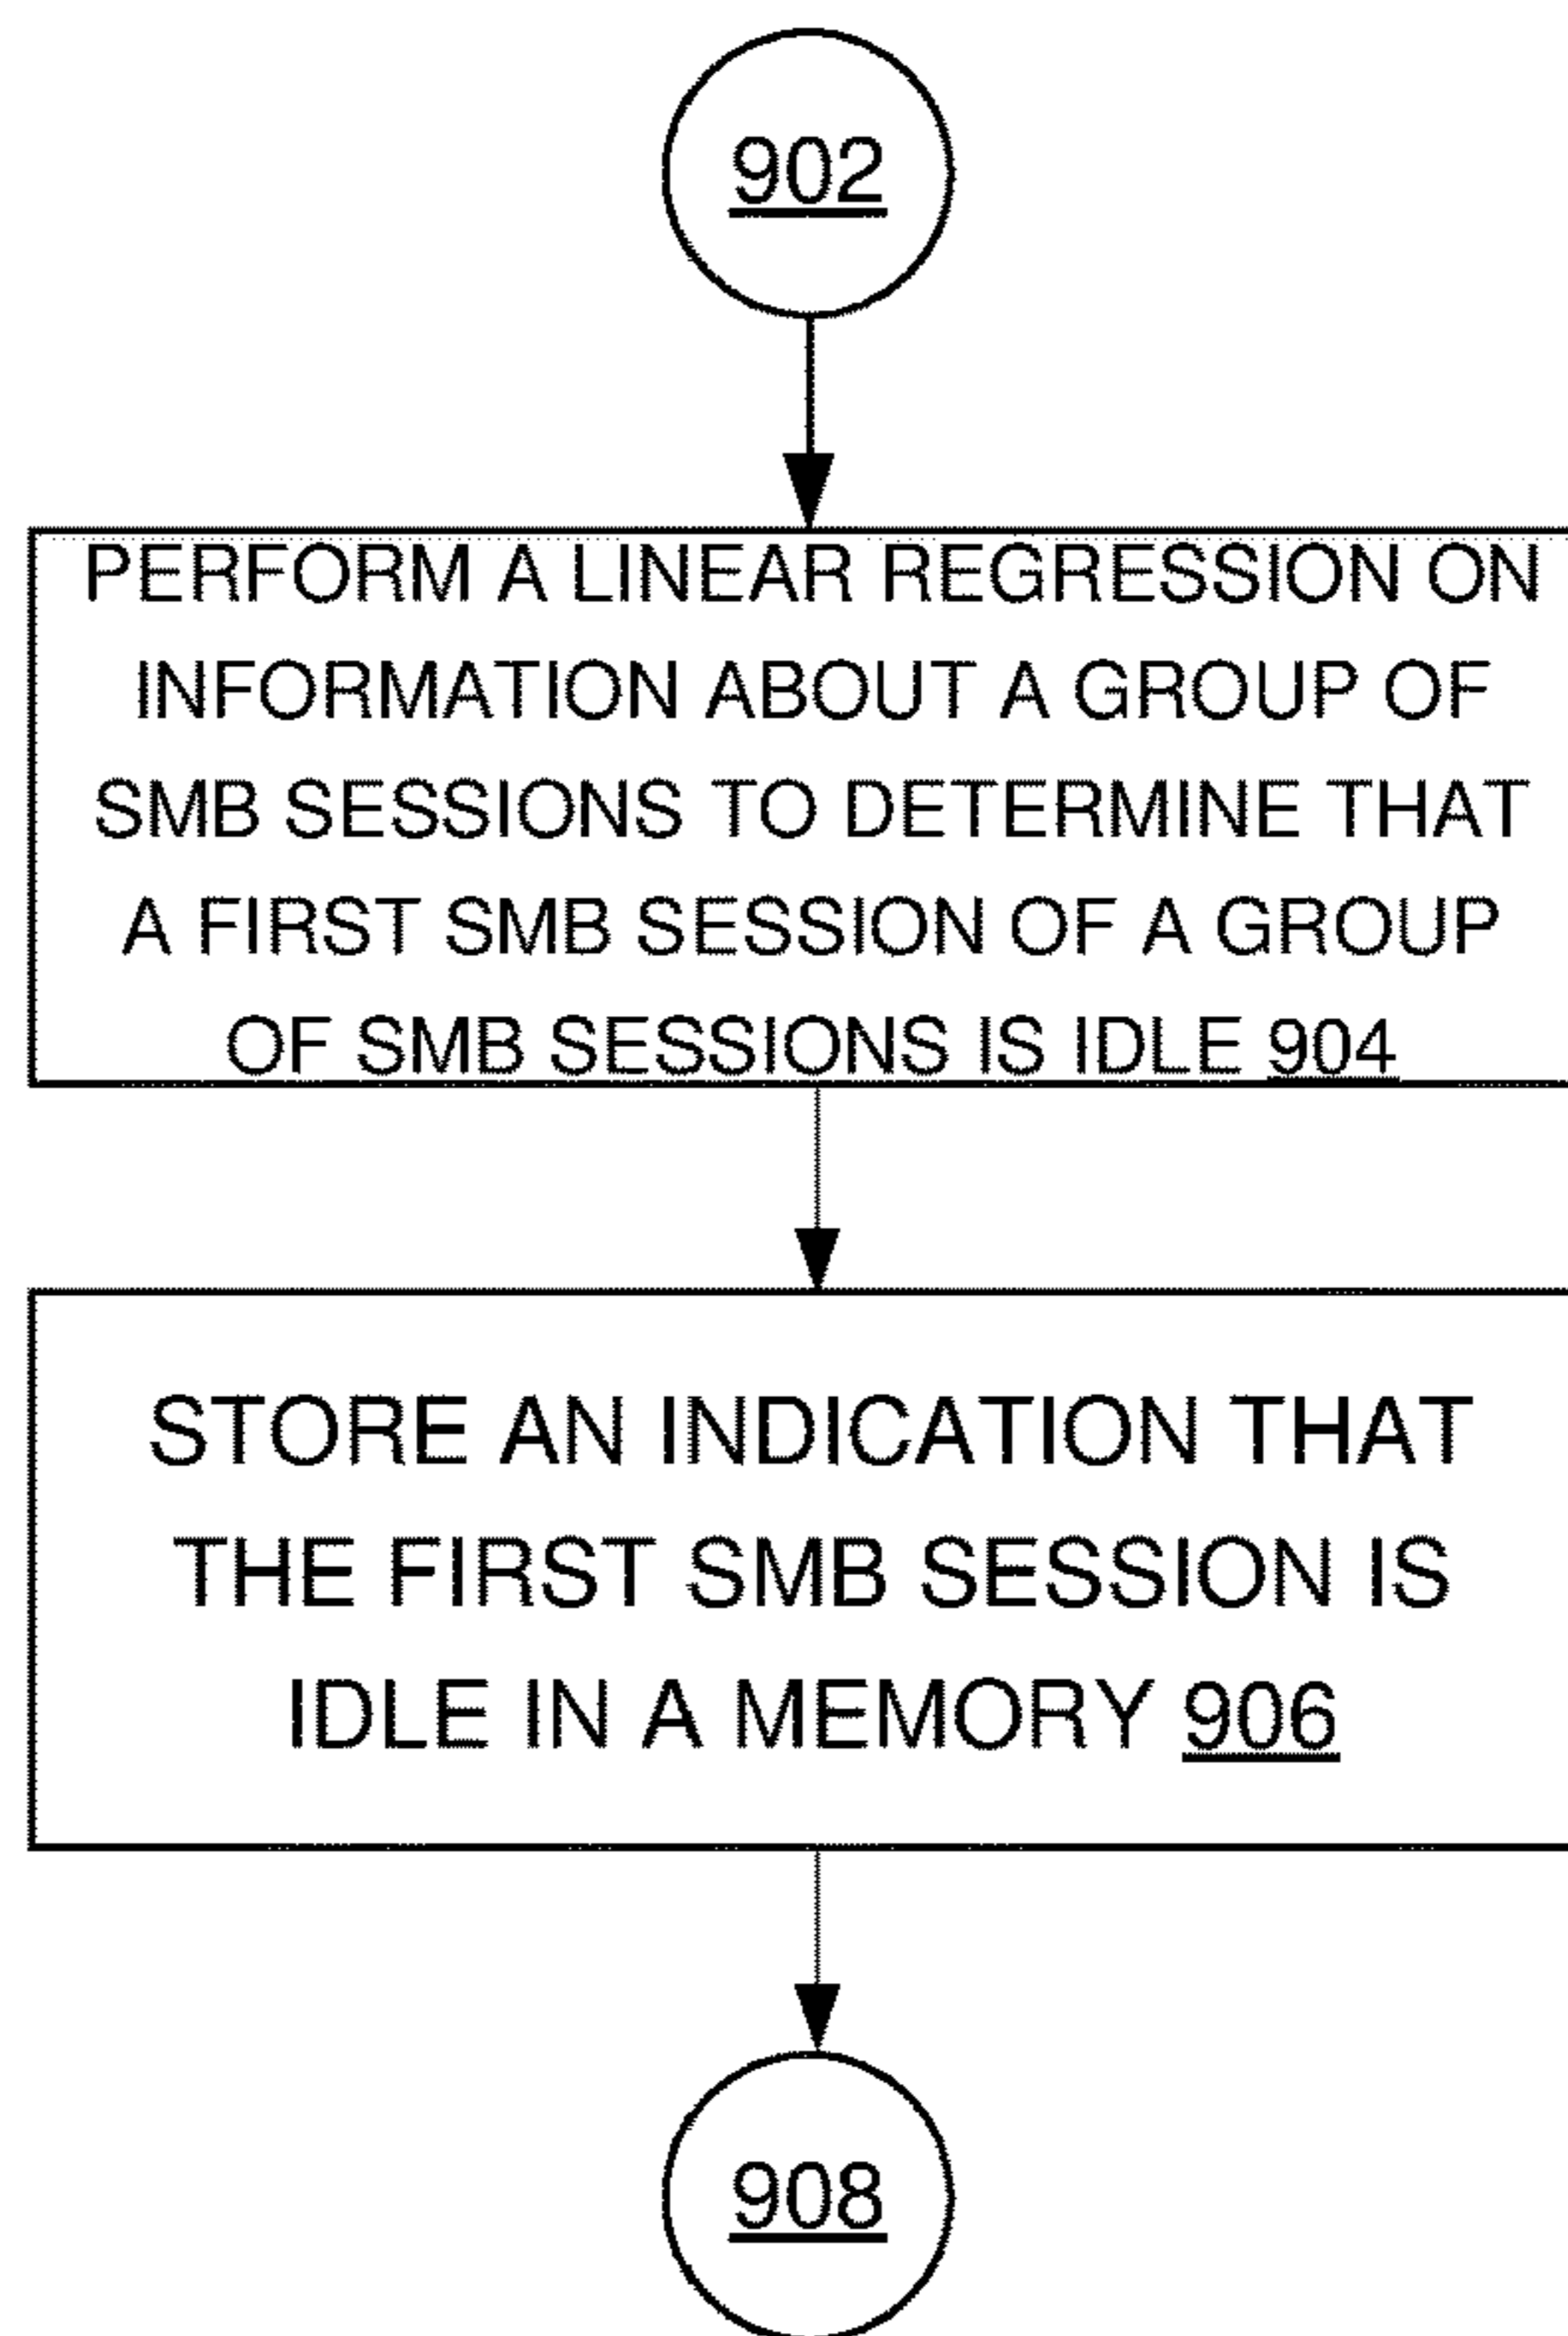 902
PERFORM A LINEAR REGRESSION ON
INFORMATION ABOUT A GROUP OF
SMB SESSIONS TO DETERMINE THAT
A FIRST SMB SESSION OF A GROUP
OF SMB SESSIONS IS IDLE 904
STORE AN INDICATION THAT
THE FIRST SMB SESSION IS
IDLE IN A MEMORY 906
908